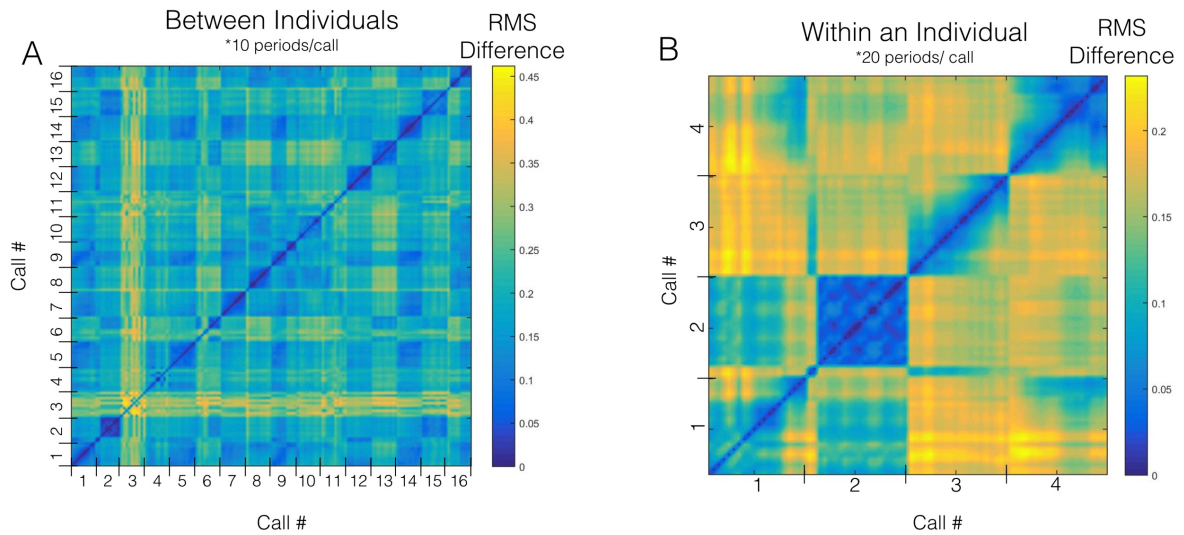 A
Between Individuals
*10 periods/call
RMS
Difference
16
15
14
13
12
11
10
9
8
7
6
5
4
3
2
1
Call #
1 2 3 4 5 6 7 8 9 10 11 12 13 14 15 16
Call #
0.45
0.4
0.35
0.3
0.25
0.2
0.15
0.1
0.05
0
B
Within an Individual
*20 periods/ call
RMS
Difference
4
3
2
1
Call #
1 2 3 4
Call #
0.2
0.15
0.1
0.05
0